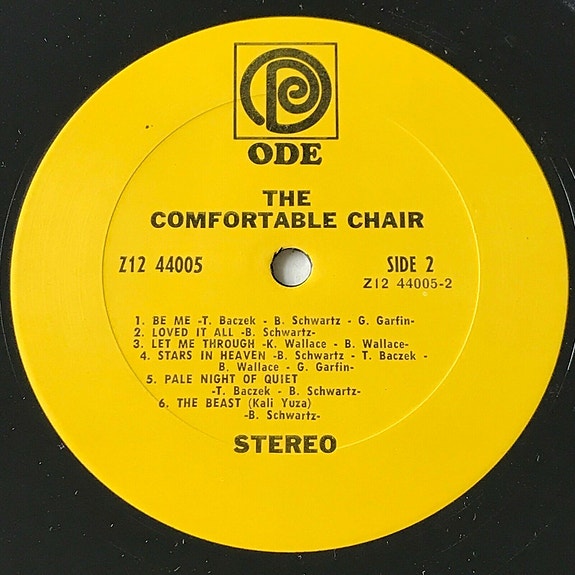 ODE
THE
COMFORTABLE CHAIR
Z12 44005
SIDE 2
Z12 44005-2
1. BE ME -T. Baczek - B. Schwartz - G. Garfin-
2. LOVED IT ALL -B. Schwartz-
3. LET ME THROUGH -K. Wallace - B. Wallace-
4. STARS IN HEAVEN -B. Schwartz - T. Baczek -
B. Wallace - G. Garfin-
5. PALE NIGHT OF QUIET
-T. Baczek - B. Schwartz-
6. THE BEAST (Kali Yuza)
-B. Schwartz-
STEREO